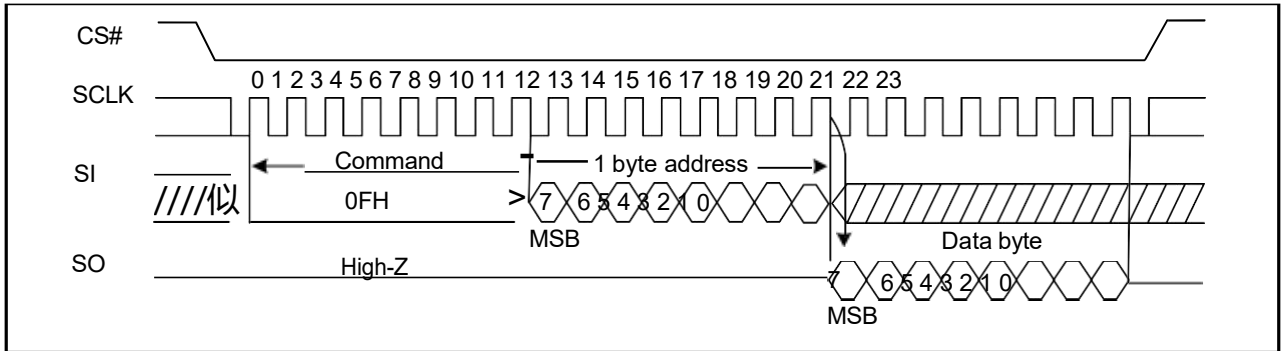 CS#
0 1 2 3 4 5 6 7 8 9 10 11 12 13 14 15 16 17 18 19 20 21 22 23
SCLK
Command
1 byte address
SI
////似
0FH
>
7 6 5 4 3 2 1 0
MSB
Data byte
SO
High-Z
7 6 5 4 3 2 1 0
MSB